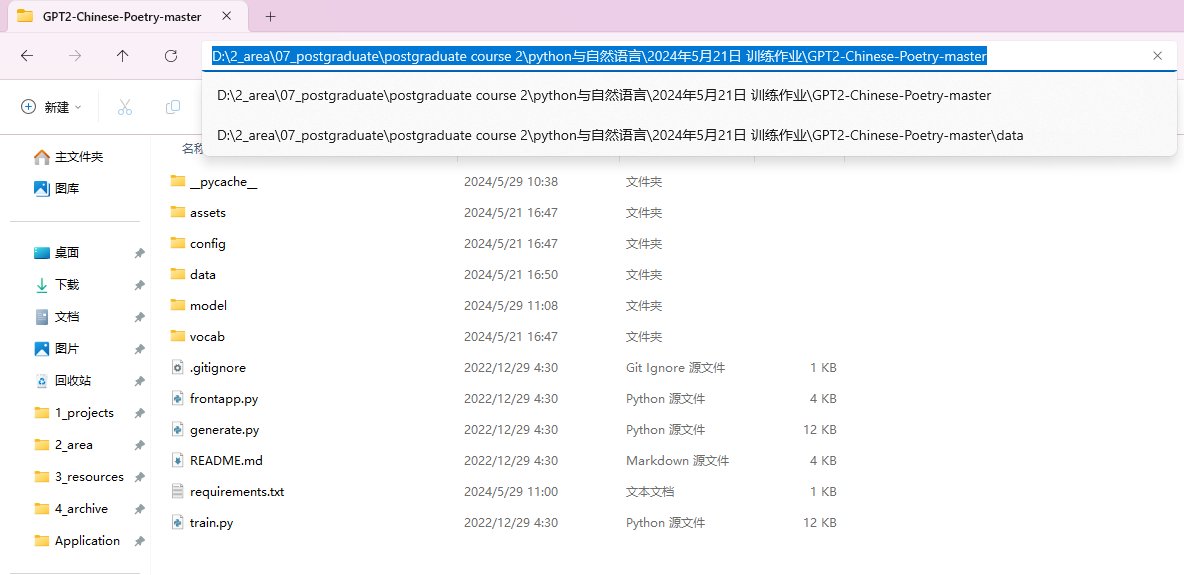 GPT2-Chinese-Poetry-master
D:\2_area\07_postgraduate\postgraduate course 2\python与自然语言\2024年5月21日 训练作业\GPT2-Chinese-Poetry-master
D:\2_area\07_postgraduate\postgraduate course 2\python与自然语言\2024年5月21日 训练作业\GPT2-Chinese-Poetry-master
D:\2_area\07_postgraduate\postgraduate course 2\python与自然语言\2024年5月21日 训练作业\GPT2-Chinese-Poetry-master\data
新建
主文件夹
图库
桌面
下载
文档
图片
回收站
1_projects
2_area
3_resources
4_archive
Application
名称
__pycache__ 2024/5/29 10:38 文件夹
assets 2024/5/21 16:47 文件夹
config 2024/5/21 16:47 文件夹
data 2024/5/21 16:50 文件夹
model 2024/5/29 11:08 文件夹
vocab 2024/5/21 16:47 文件夹
.gitignore 2022/12/29 4:30 Git Ignore 源文件 1 KB
frontapp.py 2022/12/29 4:30 Python 源文件 4 KB
generate.py 2022/12/29 4:30 Python 源文件 12 KB
README.md 2022/12/29 4:30 Markdown 源文件 4 KB
requirements.txt 2024/5/29 11:00 文本文档 1 KB
train.py 2022/12/29 4:30 Python 源文件 12 KB